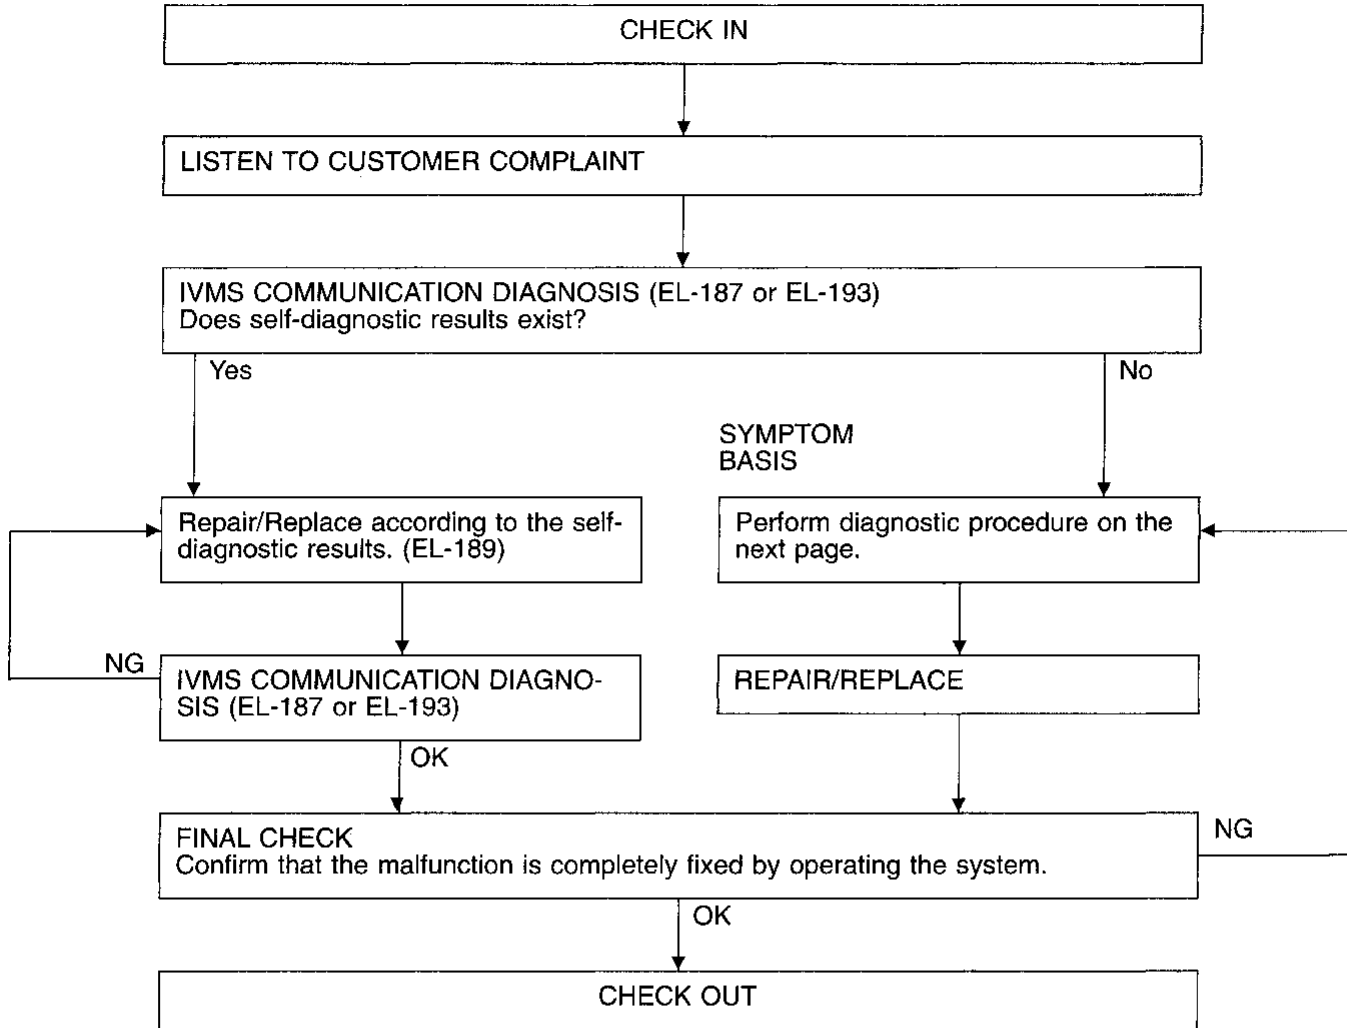 CHECK IN
LISTEN TO CUSTOMER COMPLAINT
IVMS COMMUNICATION DIAGNOSIS (EL-187 or EL-193)
Does self-diagnostic results exist?
Yes
No
SYMPTOM
BASIS
Repair/Replace according to the self-
diagnostic results. (EL-189)
Perform diagnostic procedure on the
next page.
NG
IVMS COMMUNICATION DIAGNO-
SIS (EL-187 or EL-193)
REPAIR/REPLACE
OK
FINAL CHECK
Confirm that the malfunction is completely fixed by operating the system.
NG
OK
CHECK OUT